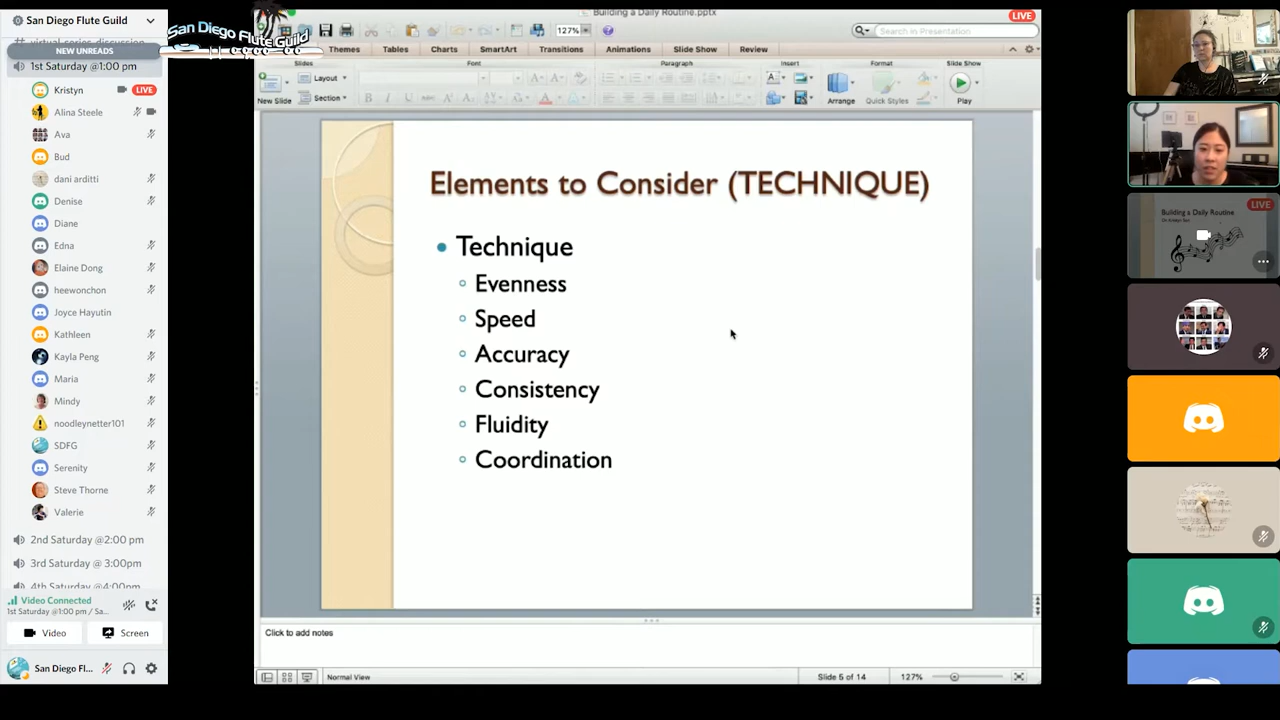 San Diego Flute Guild
San Diego Flute Guild
NEW UNREADS
1st Saturday @1:00 pm
Kristyn
LIVE
Alina Steele
Ava
Bud
dani arditti
Denise
Diane
Edna
Elaine Dong
heewonchon
Joyce Hayutin
Kathleen
Kayla Peng
Maria
Mindy
noodleynetter101
SDFG
Serenity
Steve Thorne
Valerie
2nd Saturday @2:00 pm
3rd Saturday @ 3:00pm
4th Saturday @4:00pm
Video Connected
1st Saturday @1:00 pm / Sa...
Video
Screen
San Diego Fl...
Building a Daily Routine.pptx
LIVE
127%
Search in Presentation
Themes
Tables
Charts
SmartArt
Transitions
Animations
Slide Show
Review
Slides
Font
Paragraph
Insert
Format
Slide Show
New Slide
Layout
Section
Arrange
Quick Styles
Play
Elements to Consider (TECHNIQUE)
Technique
Evenness
Speed
Accuracy
Consistency
Fluidity
Coordination
Click to add notes
Normal View
Slide 5 of 14
127%
LIVE
Building a Daily Routine